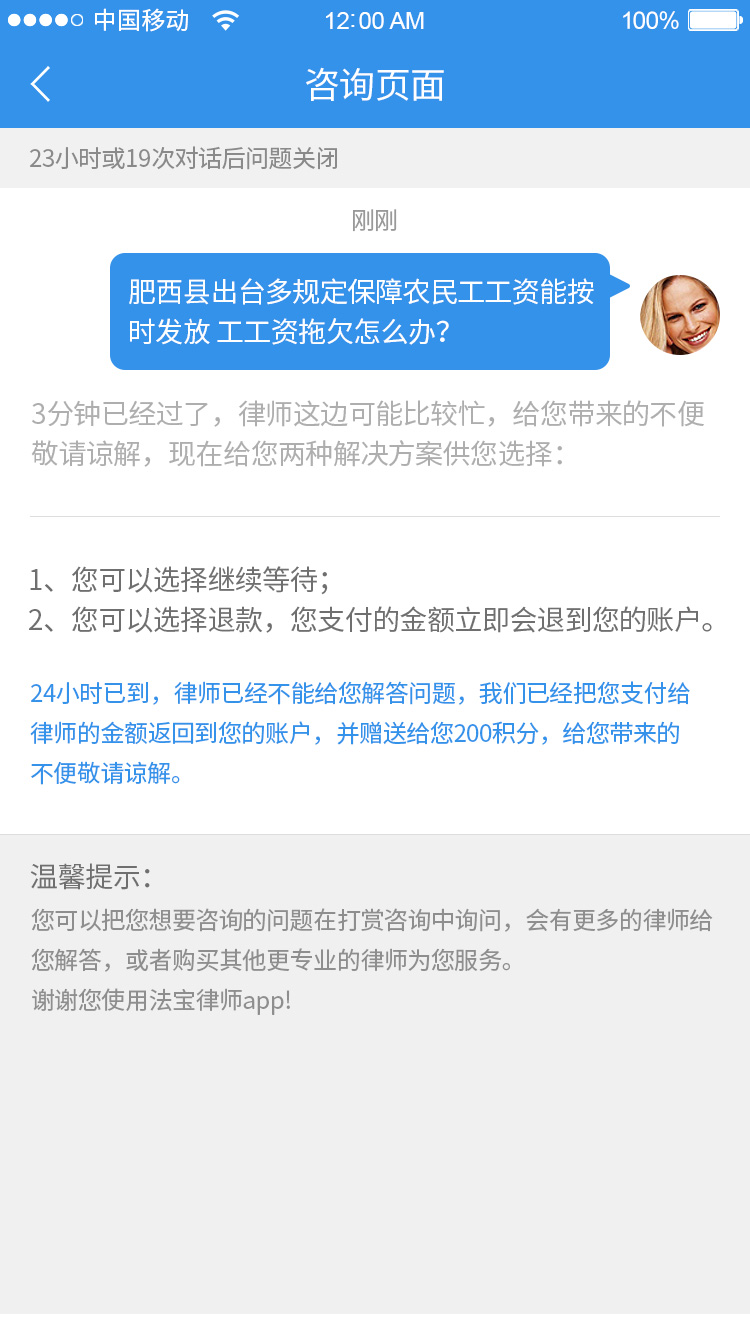 中国移动 12:00 AM 100%
咨询页面
23小时或19次对话后问题关闭
刚刚
肥西县出台多规定保障农民工工资能按
时发放 工工资拖欠怎么办?
3分钟已经过了，律师这边可能比较忙，给您带来的不便
敬请谅解，现在给您两种解决方案供您选择：
1、您可以选择继续等待；
2、您可以选择退款，您支付的金额立即会退到您的账户。
24小时已到，律师已经不能给您解答问题，我们已经把您支付给
律师的金额返回到您的账户，并赠送给您200积分，给您带来的
不便敬请谅解。
温馨提示：
您可以把您想要咨询的问题在打赏咨询中询问，会有更多的律师给
您解答，或者购买其他更专业的律师为您服务。
谢谢您使用法宝律师app!